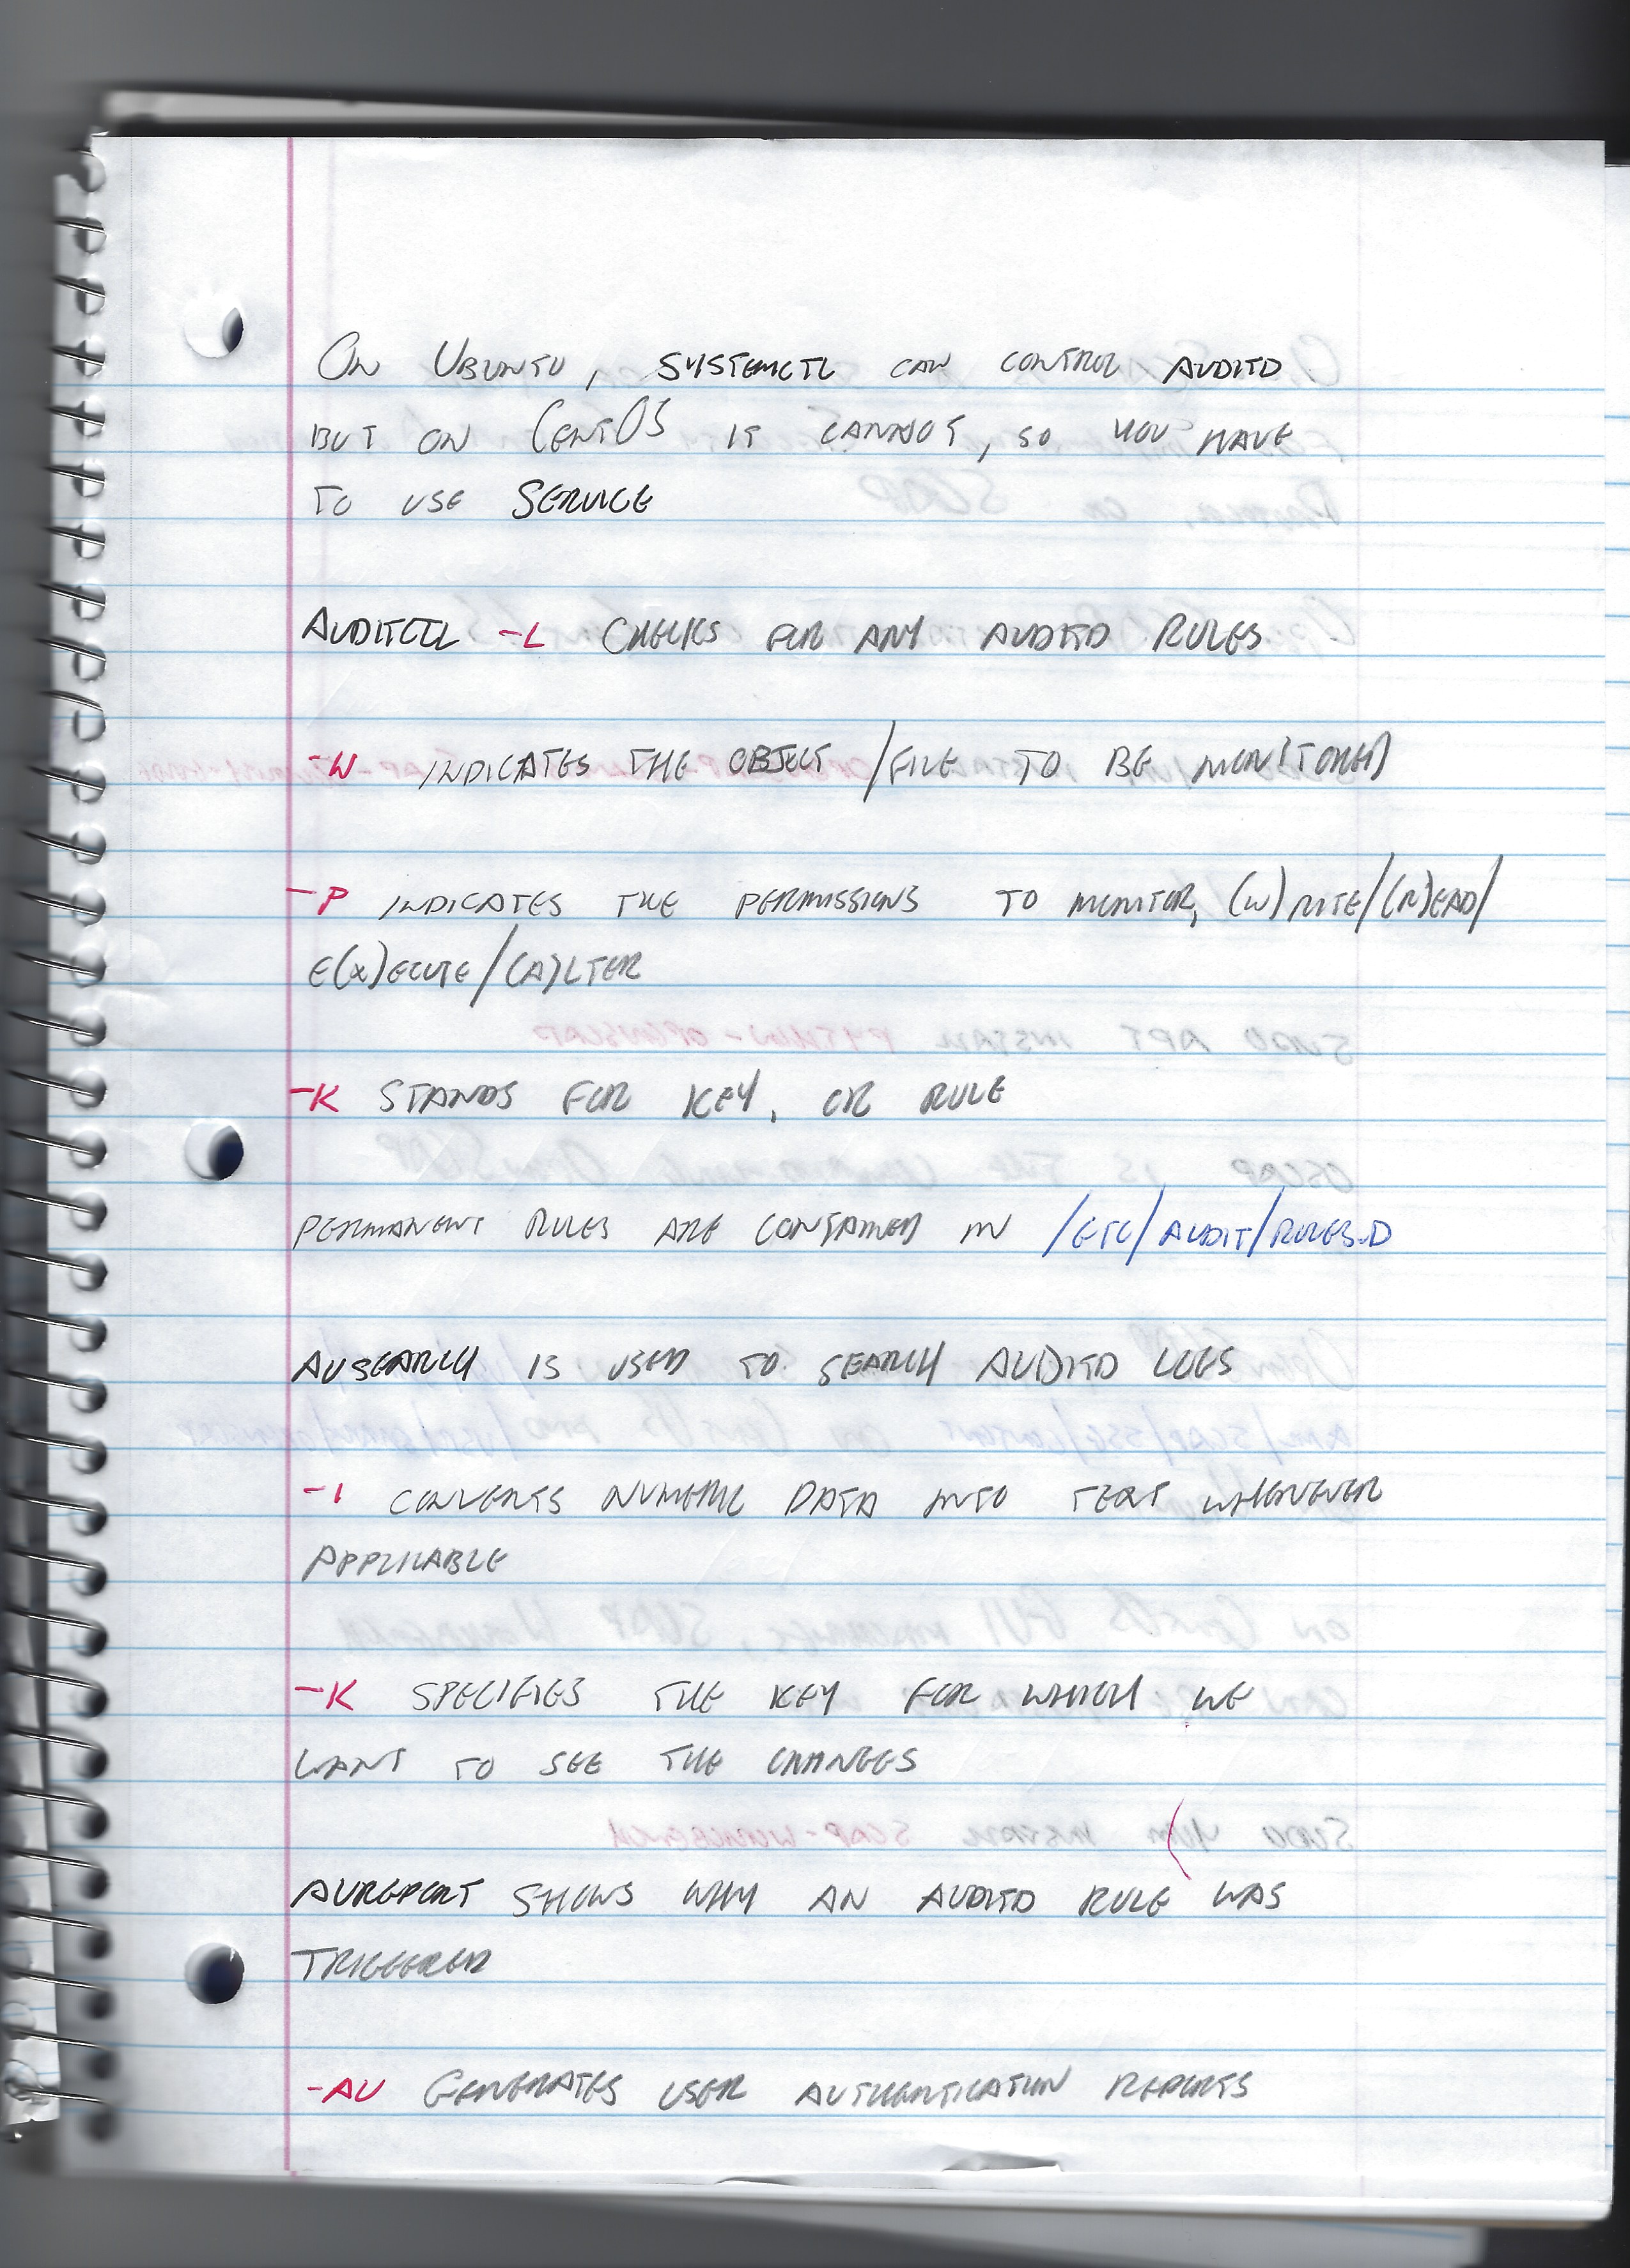 On Ubuntu, SYSTEMCTL CAN CONTROL AUDITD
BUT ON CentOS IT CANNOT, SO YOU HAVE
TO USE SERVICE
AUDITCTL -L CHECKS FOR ANY AUDITD RULES
-W INDICATES THE OBJECT/FILE TO BE MONITORED
-P INDICATES THE PERMISSIONS TO MONITOR, (W)RITE/(R)EAD/
E(X)ECUTE/(A)LTER
-K STANDS FOR KEY, OR RULE
PERMANENT RULES ARE CONTAINED IN /ETC/AUDIT/RULES.D
AUSEARCH IS USED TO SEARCH AUDITD LOGS
-I CONVERTS NUMERIC DATA INTO TEXT WHENEVER
APPLICABLE
-K SPECIFIES THE KEY FOR WHICH WE
WANT TO SEE THE CHANGES
AUREPORT SHOWS WHY AN AUDITD RULE WAS
TRIGGERED
-AU GENERATES USER AUTHENTICATION REPORTS